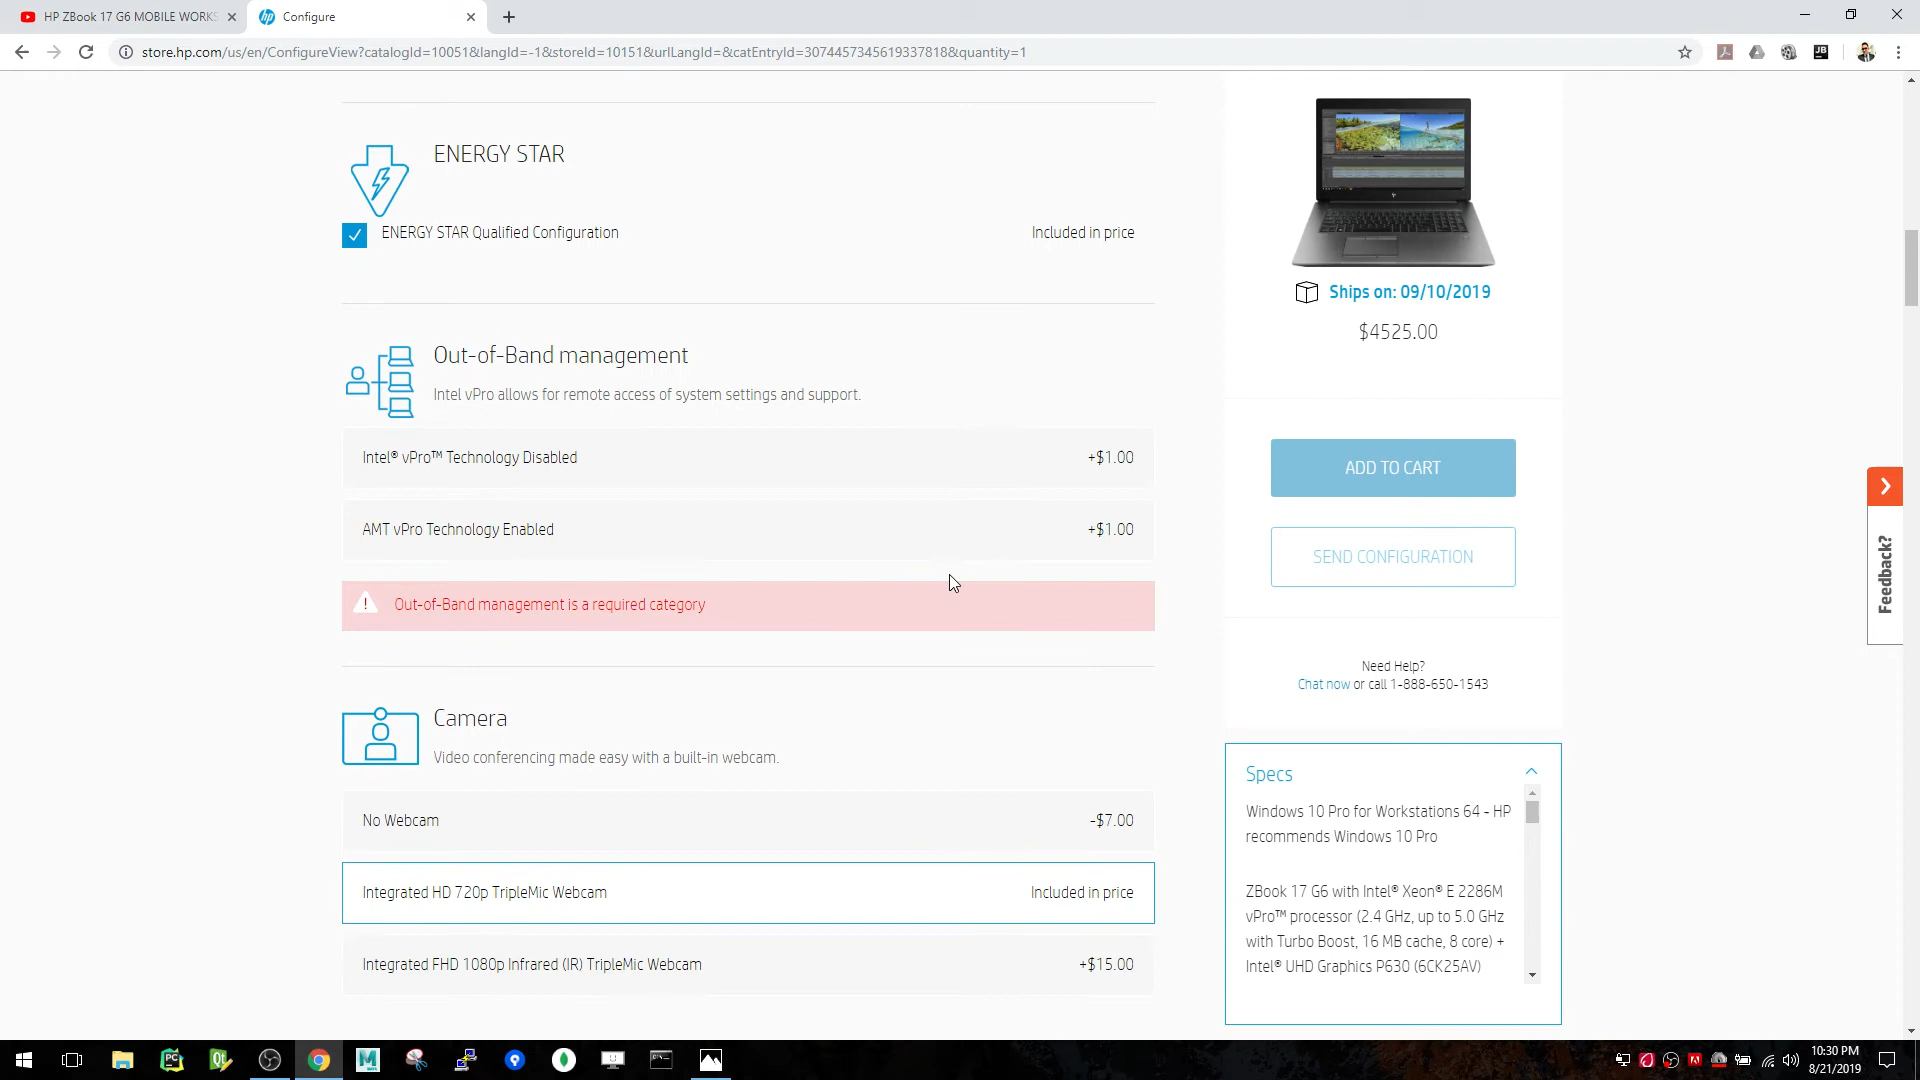 HP ZBook 17 G6 MOBILE WORKS
Configure
store.hp.com/us/en/ConfigureView?catalogId=10051&langId=-1&storeId=10151&urlLangId=&catEntryId=3074457345619337818&quantity=1
ENERGY STAR
ENERGY STAR Qualified Configuration
Included in price
Out-of-Band management
Intel vPro allows for remote access of system settings and support.
Intel® vPro™ Technology Disabled
+$1.00
AMT vPro Technology Enabled
+$1.00
Out-of-Band management is a required category
Camera
Video conferencing made easy with a built-in webcam.
No Webcam
-$7.00
Integrated HD 720p TripleMic Webcam
Included in price
Integrated FHD 1080p Infrared (IR) TripleMic Webcam
+$15.00
Ships on: 09/10/2019
$4525.00
ADD TO CART
SEND CONFIGURATION
Need Help?
Chat now or call 1-888-650-1543
Specs
Windows 10 Pro for Workstations 64 - HP
recommends Windows 10 Pro
ZBook 17 G6 with Intel® Xeon® E 2286M
vPro™ processor (2.4 GHz, up to 5.0 GHz
with Turbo Boost, 16 MB cache, 8 core) +
Intel® UHD Graphics P630 (6CK25AV)
Feedback?
10:30 PM
8/21/2019